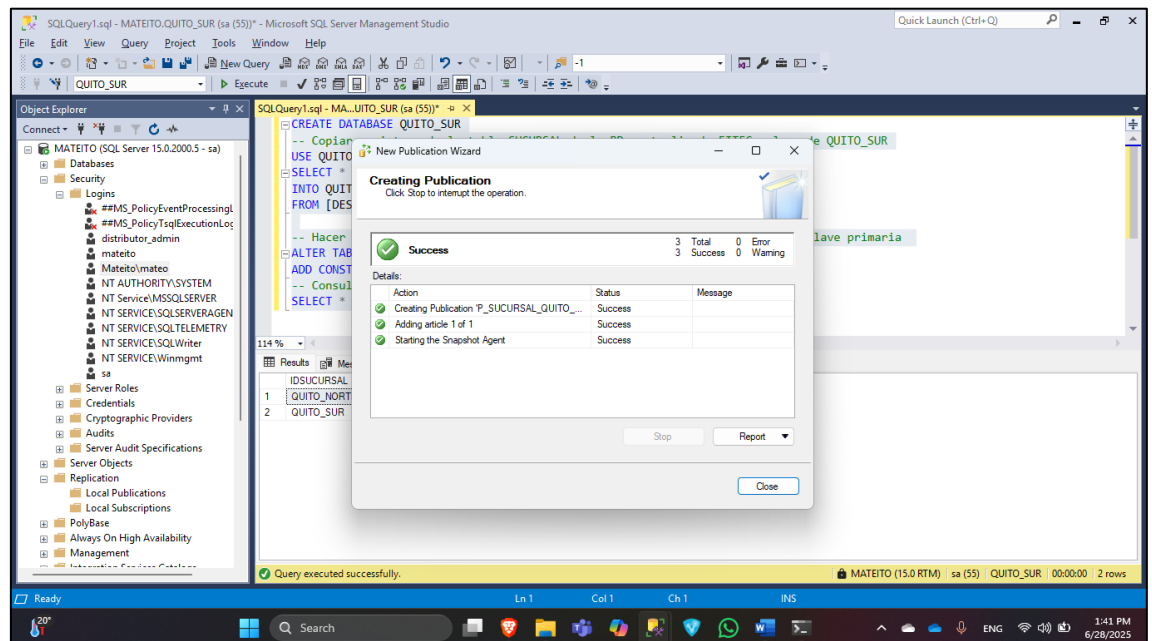 SQLQuery1.sql - MATEITO.QUITO_SUR (sa (55))* - Microsoft SQL Server Management Studio
Quick Launch (Ctrl+Q)
File Edit View Query Project Tools Window Help
New Query
-1
QUITO_SUR
Execute
Object Explorer
SQLQuery1.sql - MA...UITO_SUR (sa (55))*
Connect
MATEITO (SQL Server 15.0.2000.5 - sa)
Databases
Security
Logins
##MS_PolicyEventProcessingL
##MS_PolicyTsqlExecutionLog
distributor_admin
mateito
Mateito\mateo
NT AUTHORITY\SYSTEM
NT Service\MSSQLSERVER
NT SERVICE\SQLSERVERAGEN
NT SERVICE\SQLTELEMETRY
NT SERVICE\SQLWriter
NT SERVICE\Winmgmt
sa
Server Roles
Credentials
Cryptographic Providers
Audits
Server Audit Specifications
Server Objects
Replication
Local Publications
Local Subscriptions
PolyBase
Always On High Availability
Management
CREATE DATABASE QUITO_SUR
-- Copiar
QUITO_SUR
USE QUITO
SELECT *
INTO QUIT
FROM [DES
-- Hacer
lave primaria
ALTER TAB
ADD CONST
-- Consul
SELECT *
114 %
Results Mes
IDSUCURSAL
1 QUITO_NORT
2 QUITO_SUR
New Publication Wizard
Creating Publication
Click Stop to interrupt the operation.
Success
3 Total 0 Error
3 Success 0 Warning
Details:
Action Status Message
Creating Publication 'P_SUCURSAL_QUITO_... Success
Adding article 1 of 1 Success
Starting the Snapshot Agent Success
Stop Report
Close
Query executed successfully.
MATEITO (15.0 RTM) sa (55) QUITO_SUR 00:00:00 2 rows
Ready Ln 1 Col 1 Ch 1 INS
20°
Search
ENG
1:41 PM
6/28/2025